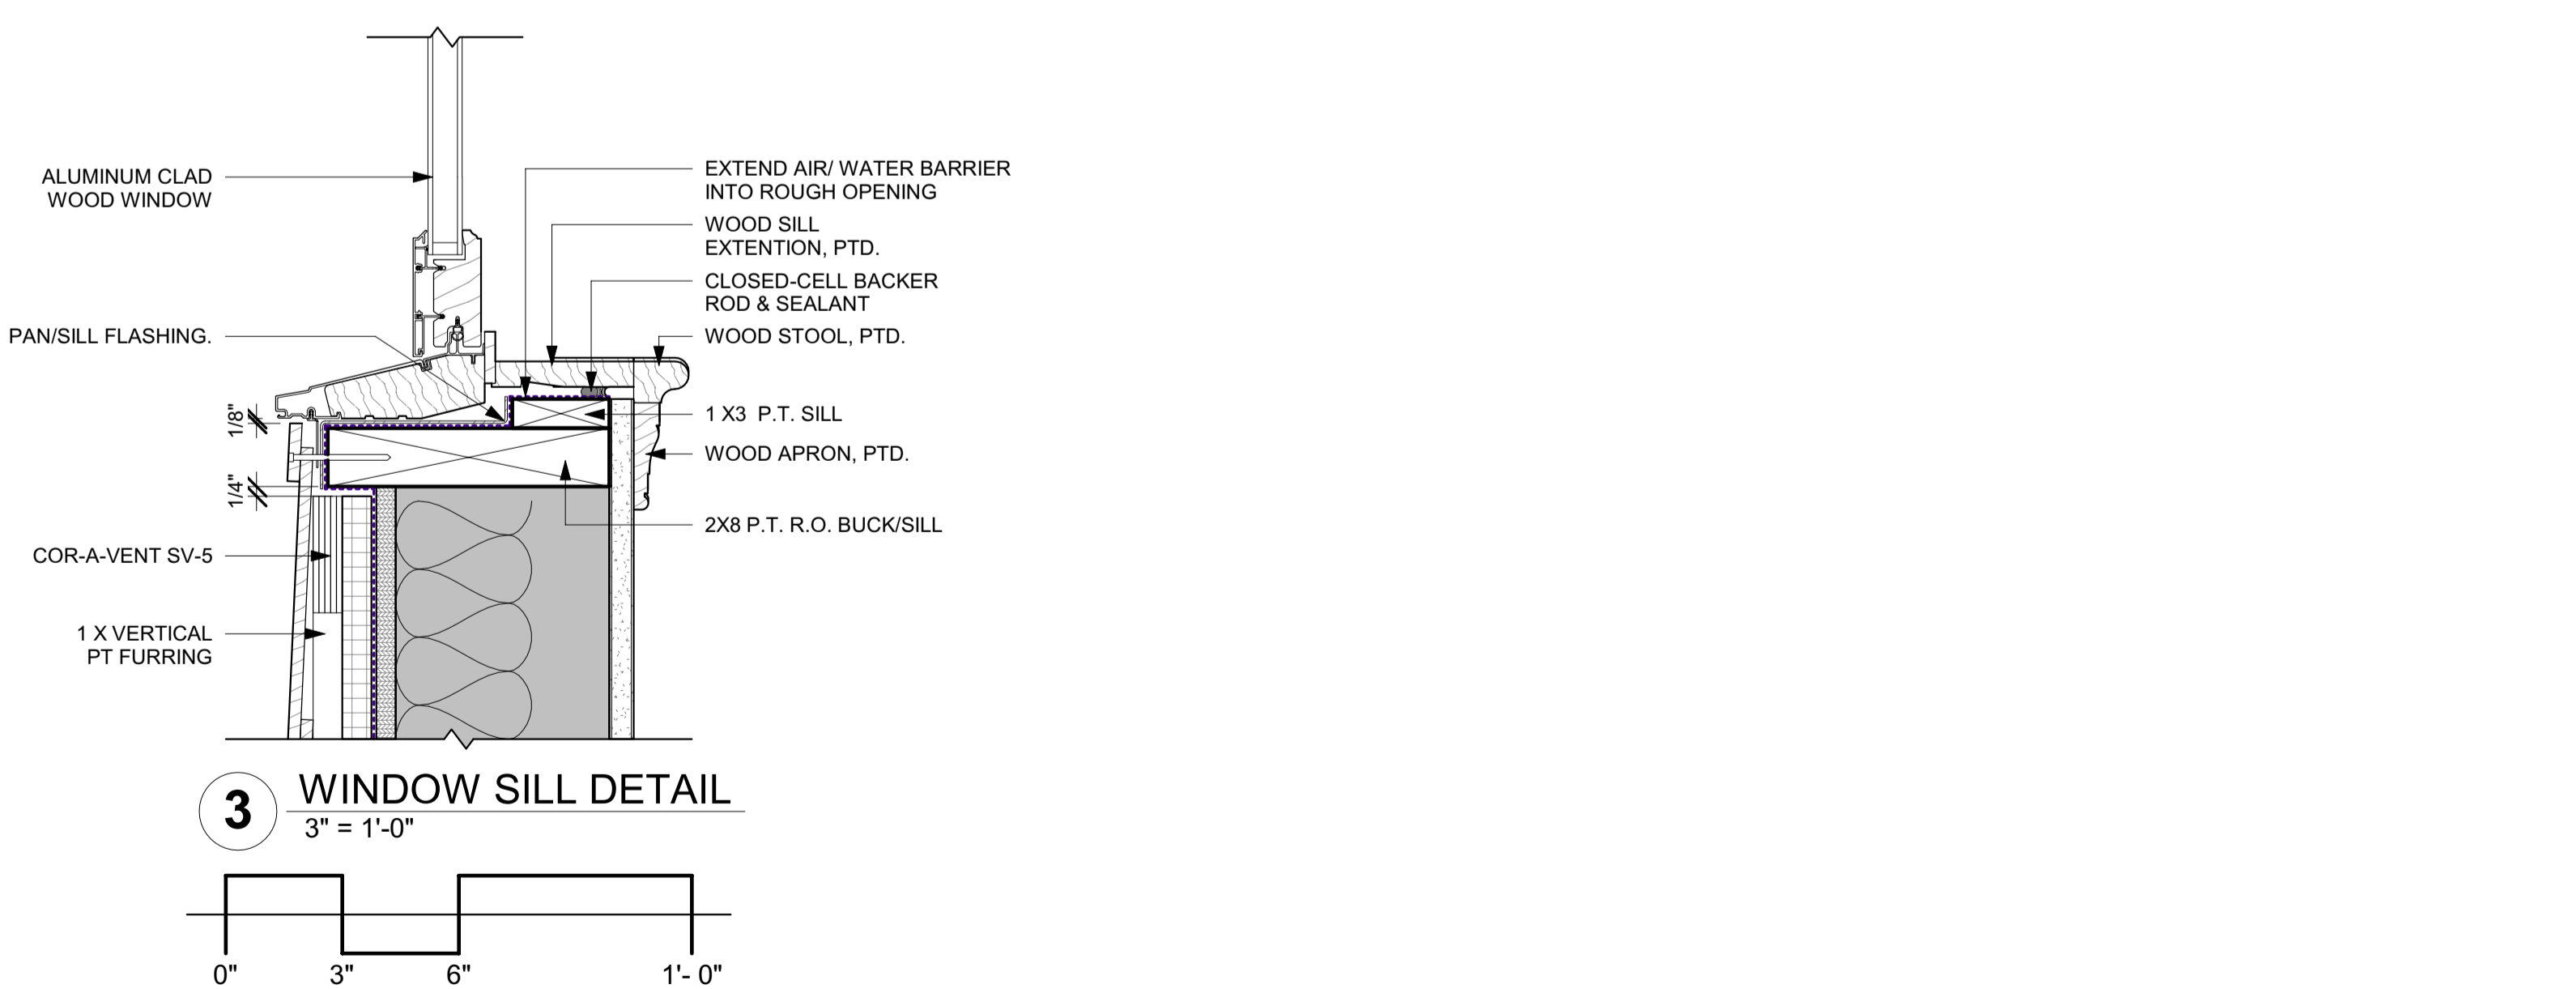 ALUMINUM CLAD
WOOD WINDOW
PAN/SILL FLASHING.
1/8"
1/4"
COR-A-VENT SV-5
1 X VERTICAL
PT FURRING
EXTEND AIR/ WATER BARRIER
INTO ROUGH OPENING
WOOD SILL
EXTENTION, PTD.
CLOSED-CELL BACKER
ROD & SEALANT
WOOD STOOL, PTD.
1 X3 P.T. SILL
WOOD APRON, PTD.
2X8 P.T. R.O. BUCK/SILL
3
WINDOW SILL DETAIL
3" = 1'-0"
0" 3" 6" 1'- 0"